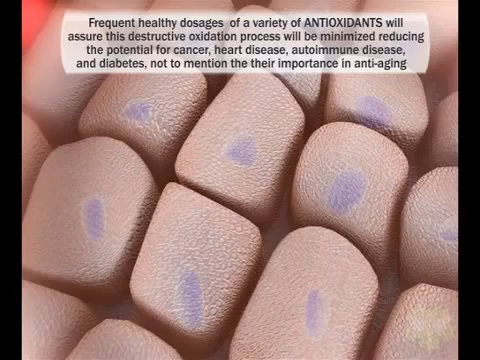 Frequent healthy dosages of a variety of ANTIOXIDANTS will
assure this destructive oxidation process will be minimized reducing
the potential for cancer, heart disease, autoimmune disease,
and diabetes, not to mention the their importance in anti-aging